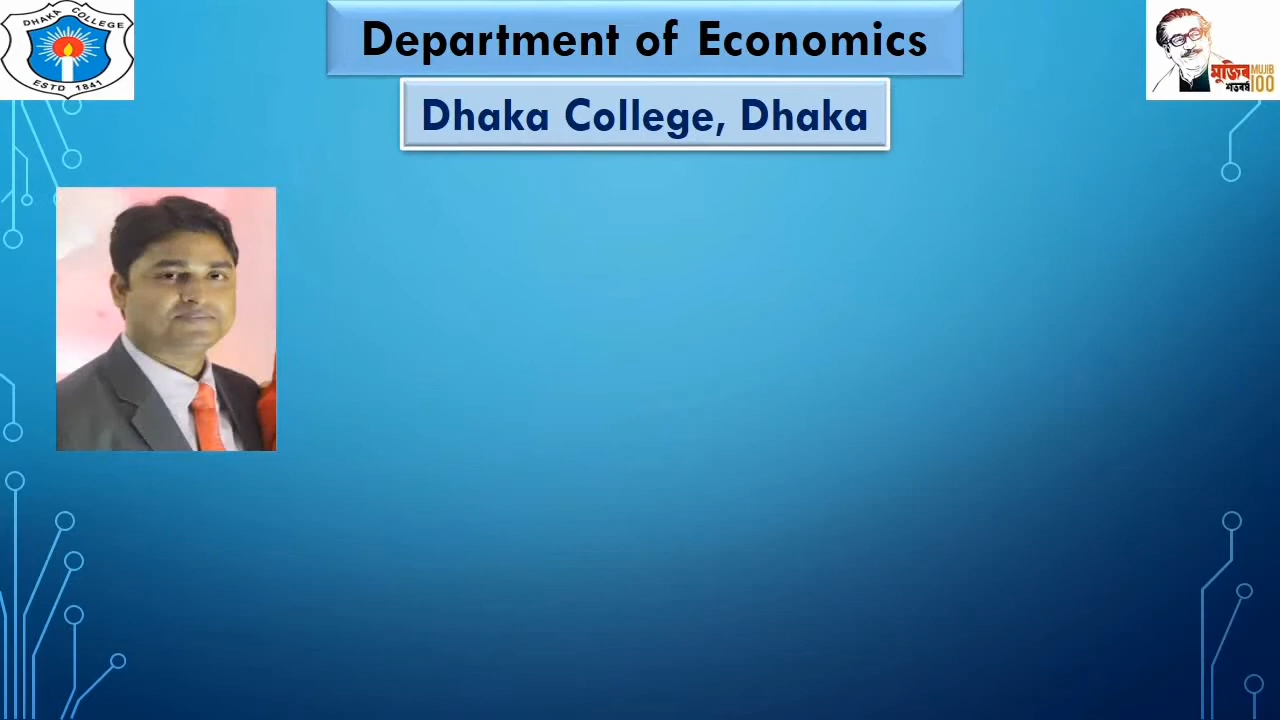 DHAKA COLLEGE
ESTD 1841
Department of Economics
Dhaka College, Dhaka
মুজিব
শতবর্ষ
MUJIB
100